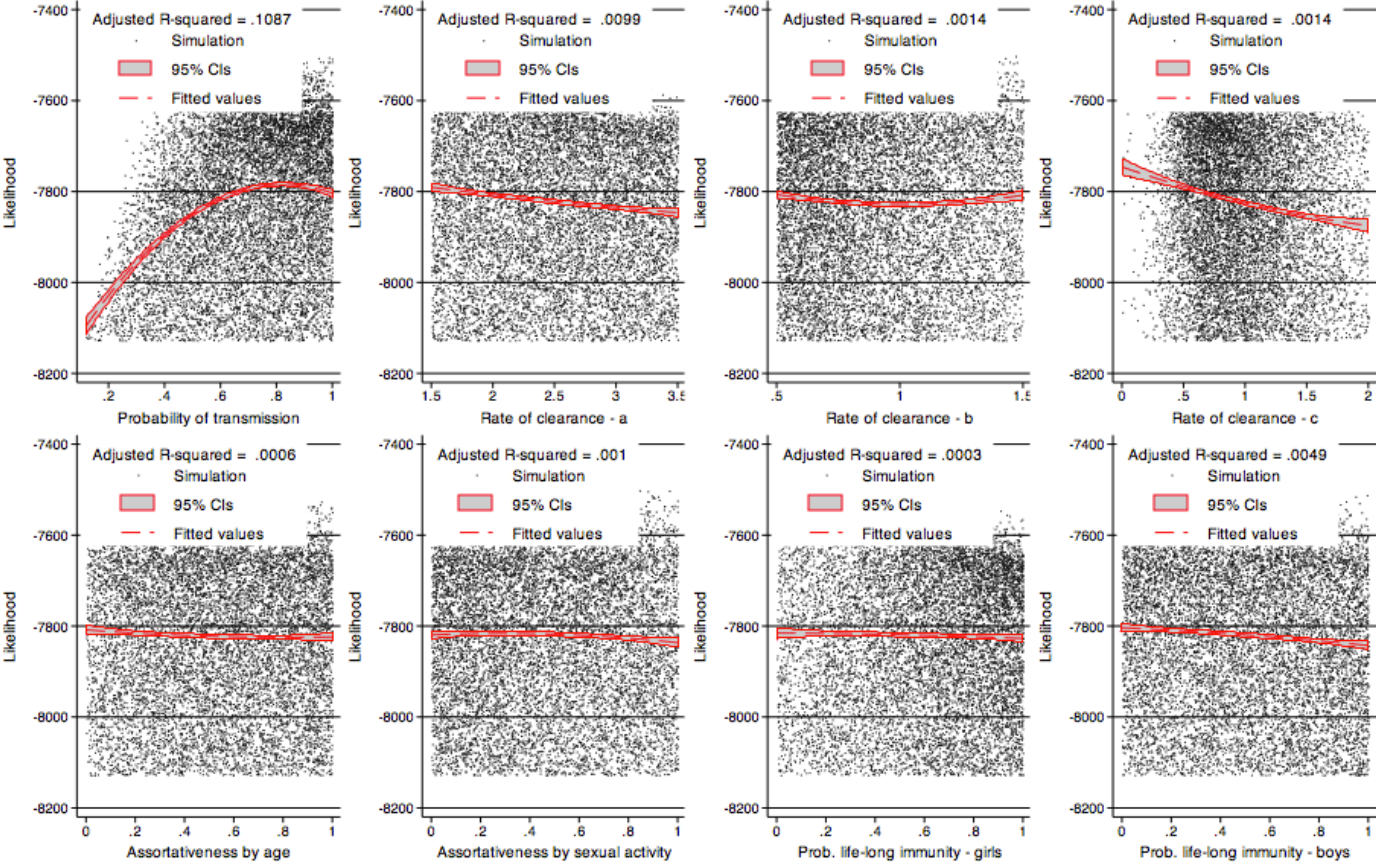 Adjusted R-squared = .1087
Simulation
95% CIs
Fitted values
Likelihood
-7400
-7600
-7800
-8000
-8200
.2 .4 .6 .8 1
Probability of transmission
Adjusted R-squared = .0099
Simulation
95% CIs
Fitted values
Likelihood
-7400
-7600
-7800
-8000
-8200
1.5 2 2.5 3 3.5
Rate of clearance - a
Adjusted R-squared = .0014
Simulation
95% CIs
Fitted values
Likelihood
-7400
-7600
-7800
-8000
-8200
.5 1 1.5
Rate of clearance - b
Adjusted R-squared = .0014
Simulation
95% CIs
Fitted values
Likelihood
-7400
-7600
-7800
-8000
-8200
0 .5 1 1.5 2
Rate of clearance - c
Adjusted R-squared = .0006
Simulation
95% CIs
Fitted values
Likelihood
-7400
-7600
-7800
-8000
-8200
0 .2 .4 .6 .8 1
Assortativeness by age
Adjusted R-squared = .001
Simulation
95% CIs
Fitted values
Likelihood
-7400
-7600
-7800
-8000
-8200
0 .2 .4 .6 .8 1
Assortativeness by sexual activity
Adjusted R-squared = .0003
Simulation
95% CIs
Fitted values
Likelihood
-7400
-7600
-7800
-8000
-8200
0 .2 .4 .6 .8 1
Prob. life-long immunity - girls
Adjusted R-squared = .0049
Simulation
95% CIs
Fitted values
Likelihood
-7400
-7600
-7800
-8000
-8200
0 .2 .4 .6 .8 1
Prob. life-long immunity - boys